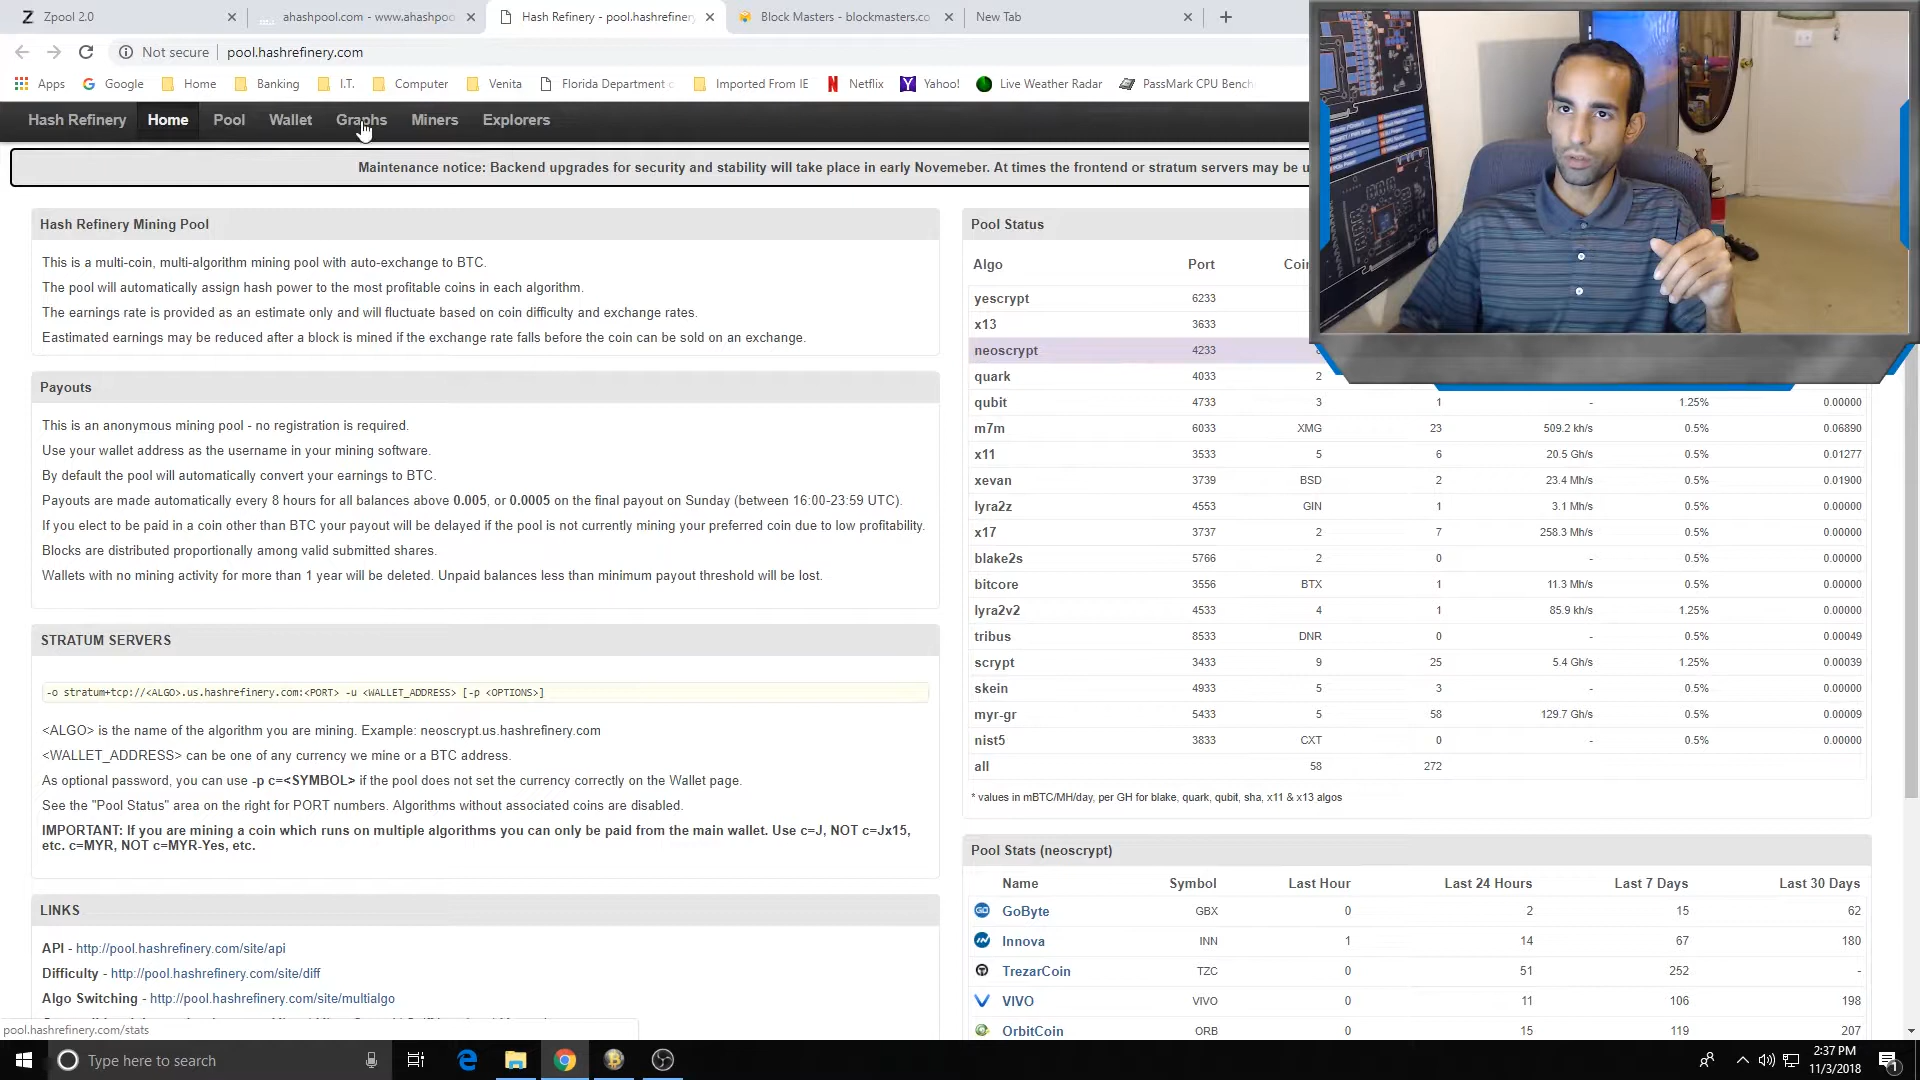 Zpool 2.0
ahashpool.com - www.ahashpoo
Hash Refinery - pool.hashrefinery
Block Masters - blockmasters.co
New Tab
Not secure
pool.hashrefinery.com
Apps
Google
Home
Banking
I.T.
Computer
Venita
Florida Department o
Imported From IE
Netflix
Yahoo!
Live Weather Radar
PassMark CPU Bench
Hash Refinery
Home
Pool
Wallet
Graphs
Miners
Explorers
Maintenance notice: Backend upgrades for security and stability will take place in early Novemeber. At times the frontend or stratum servers may be u
Hash Refinery Mining Pool
This is a multi-coin, multi-algorithm mining pool with auto-exchange to BTC.
The pool will automatically assign hash power to the most profitable coins in each algorithm.
The earnings rate is provided as an estimate only and will fluctuate based on coin difficulty and exchange rates.
Eastimated earnings may be reduced after a block is mined if the exchange rate falls before the coin can be sold on an exchange.
Payouts
This is an anonymous mining pool - no registration is required.
Use your wallet address as the username in your mining software.
By default the pool will automatically convert your earnings to BTC.
Payouts are made automatically every 8 hours for all balances above 0.005, or 0.0005 on the final payout on Sunday (between 16:00-23:59 UTC).
If you elect to be paid in a coin other than BTC your payout will be delayed if the pool is not currently mining your preferred coin due to low profitability.
Blocks are distributed proportionally among valid submitted shares.
Wallets with no mining activity for more than 1 year will be deleted. Unpaid balances less than minimum payout threshold will be lost.
STRATUM SERVERS
-o stratum+tcp://<ALGO>.us.hashrefinery.com:<PORT> -u <WALLET_ADDRESS> [-p <OPTIONS>]
<ALGO> is the name of the algorithm you are mining. Example: neoscrypt.us.hashrefinery.com
<WALLET_ADDRESS> can be one of any currency we mine or a BTC address.
As optional password, you can use -p c=<SYMBOL> if the pool does not set the currency correctly on the Wallet page.
See the "Pool Status" area on the right for PORT numbers. Algorithms without associated coins are disabled.
IMPORTANT: If you are mining a coin which runs on multiple algorithms you can only be paid from the main wallet. Use c=J, NOT c=Jx15,
etc. c=MYR, NOT c=MYR-Yes, etc.
LINKS
API - http://pool.hashrefinery.com/site/api
Difficulty - http://pool.hashrefinery.com/site/diff
Algo Switching - http://pool.hashrefinery.com/site/multialgo
pool.hashrefinery.com/stats
Pool Status
Algo Port Coin
yescrypt 6233
x13 3633
neoscrypt 4233
quark 4033 2
qubit 4733 3 1 - 1.25% 0.00000
m7m 6033 XMG 23 509.2 kh/s 0.5% 0.06890
x11 3533 5 6 20.5 Gh/s 0.5% 0.01277
xevan 3739 BSD 2 23.4 Mh/s 0.5% 0.01900
lyra2z 4553 GIN 1 3.1 Mh/s 0.5% 0.00000
x17 3737 2 7 258.3 Mh/s 0.5% 0.00000
blake2s 5766 2 0 - 0.5% 0.00000
bitcore 3556 BTX 1 11.3 Mh/s 0.5% 0.00000
lyra2v2 4533 4 1 85.9 kh/s 1.25% 0.00000
tribus 8533 DNR 0 - 0.5% 0.00049
scrypt 3433 9 25 5.4 Gh/s 1.25% 0.00039
skein 4933 5 3 - 0.5% 0.00000
myr-gr 5433 5 58 129.7 Gh/s 0.5% 0.00009
nist5 3833 CXT 0 - 0.5% 0.00000
all 58 272
* values in mBTC/MH/day, per GH for blake, quark, qubit, sha, x11 & x13 algos
Pool Stats (neoscrypt)
Name Symbol Last Hour Last 24 Hours Last 7 Days Last 30 Days
GoByte GBX 0 2 15 62
Innova INN 1 14 67 180
TrezarCoin TZC 0 51 252 -
VIVO VIVO 0 11 106 198
OrbitCoin ORB 0 15 119 207
Type here to search
2:37 PM
11/3/2018